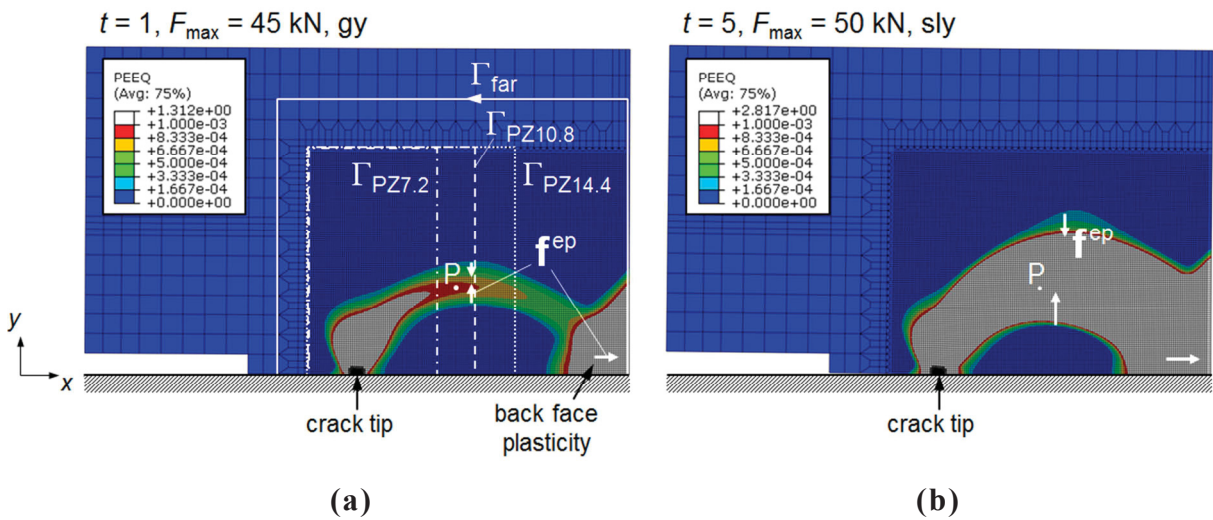 t = 1, Fmax = 45 kN, gy
PEEQ
(Avg: 75%)
+1.312e+00
+1.000e-03
+8.333e-04
+6.667e-04
+5.000e-04
+3.333e-04
+1.667e-04
+0.000e+00
Γfar
ΓPZ10.8
ΓPZ7.2
ΓPZ14.4
P
f^ep
y
x
crack tip
back face
plasticity
(a)
t = 5, Fmax = 50 kN, sly
PEEQ
(Avg: 75%)
+2.817e+00
+1.000e-03
+8.333e-04
+6.667e-04
+5.000e-04
+3.333e-04
+1.667e-04
+0.000e+00
f^ep
P
crack tip
(b)